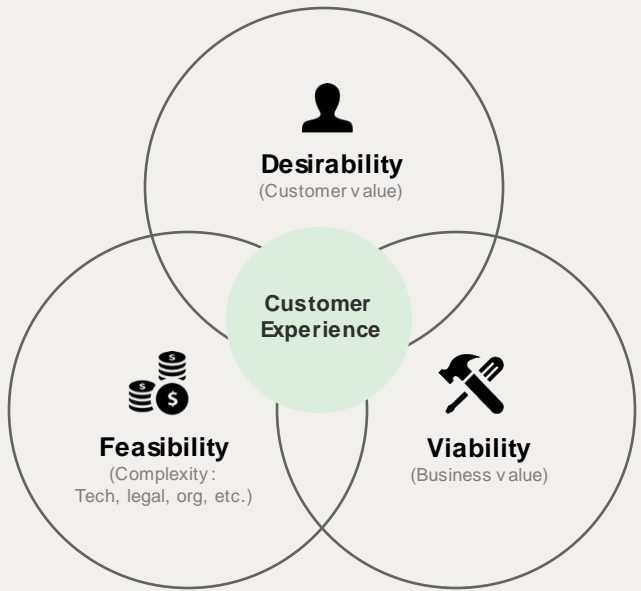 Desirability
(Customer value)
Customer
Experience
$
$
$
Feasibility
(Complexity:
Tech, legal, org, etc.)
Viability
(Business value)